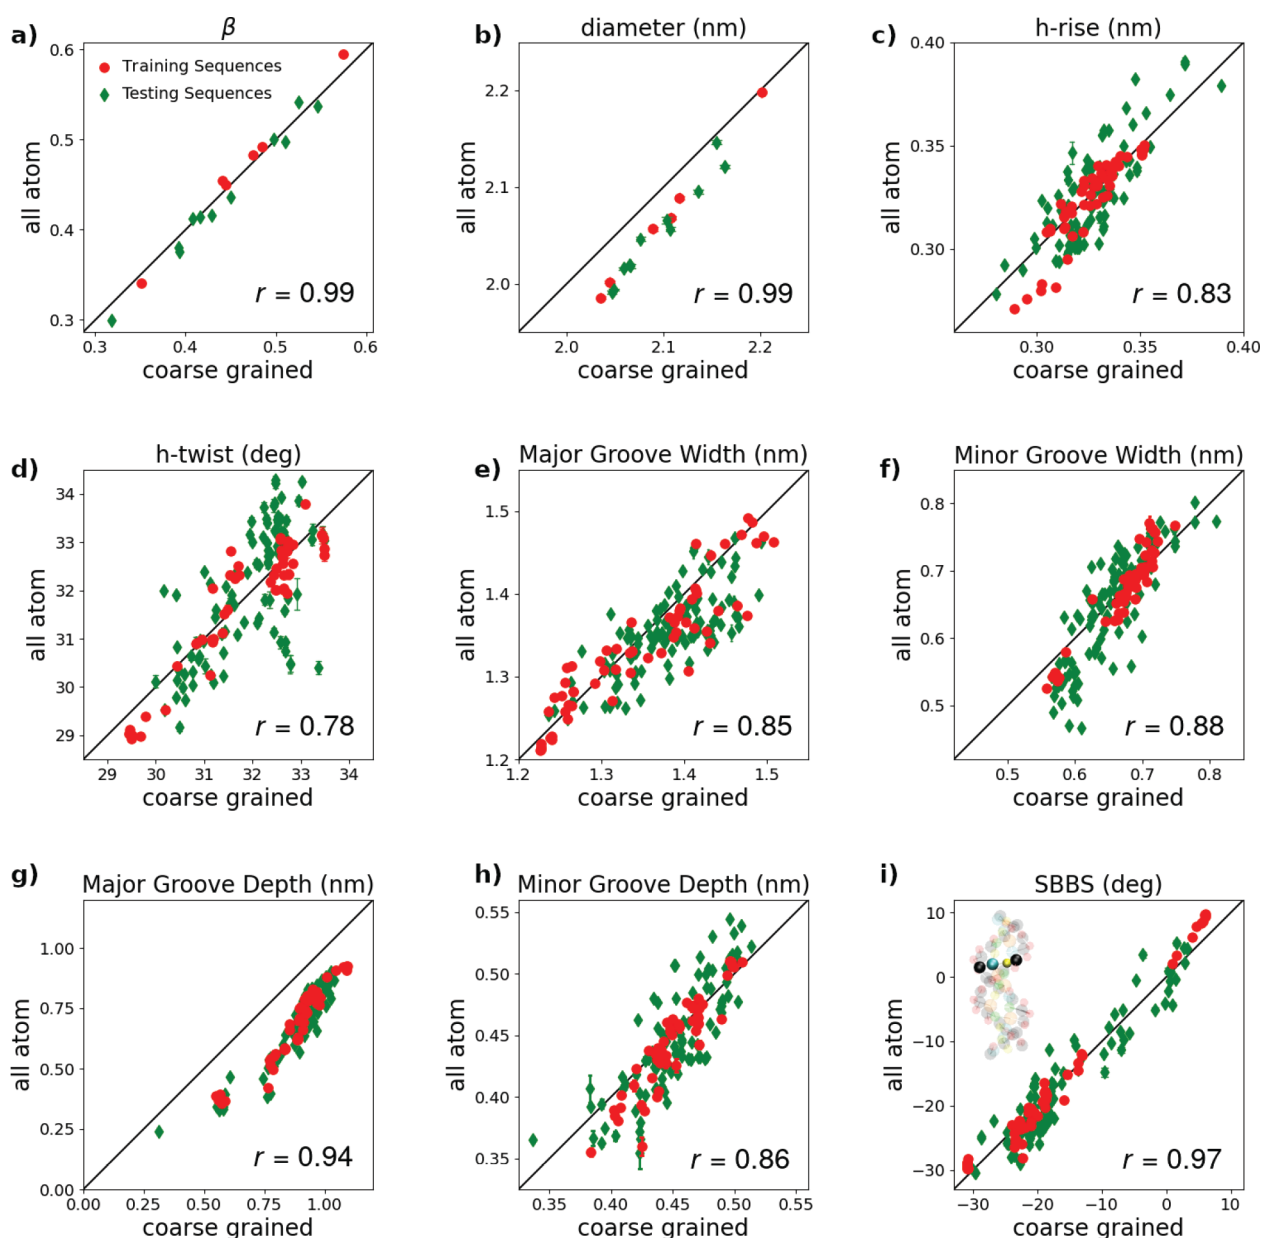 a)
β
Training Sequences
Testing Sequences
0.6
0.5
0.4
0.3
all atom
r = 0.99
0.3 0.4 0.5 0.6
coarse grained
b)
diameter (nm)
2.2
2.1
2.0
all atom
r = 0.99
2.0 2.1 2.2
coarse grained
c)
h-rise (nm)
0.40
0.35
0.30
all atom
r = 0.83
0.30 0.35 0.40
coarse grained
d)
h-twist (deg)
34
33
32
31
30
29
all atom
r = 0.78
29 30 31 32 33 34
coarse grained
e)
Major Groove Width (nm)
1.5
1.4
1.3
1.2
all atom
r = 0.85
1.2 1.3 1.4 1.5
coarse grained
f)
Minor Groove Width (nm)
0.8
0.7
0.6
0.5
all atom
r = 0.88
0.5 0.6 0.7 0.8
coarse grained
g)
Major Groove Depth (nm)
1.00
0.75
0.50
0.25
0.00
all atom
r = 0.94
0.00 0.25 0.50 0.75 1.00
coarse grained
h)
Minor Groove Depth (nm)
0.55
0.50
0.45
0.40
0.35
all atom
r = 0.86
0.35 0.40 0.45 0.50 0.55
coarse grained
i)
SBBS (deg)
10
0
−10
−20
−30
all atom
r = 0.97
−30 −20 −10 0 10
coarse grained